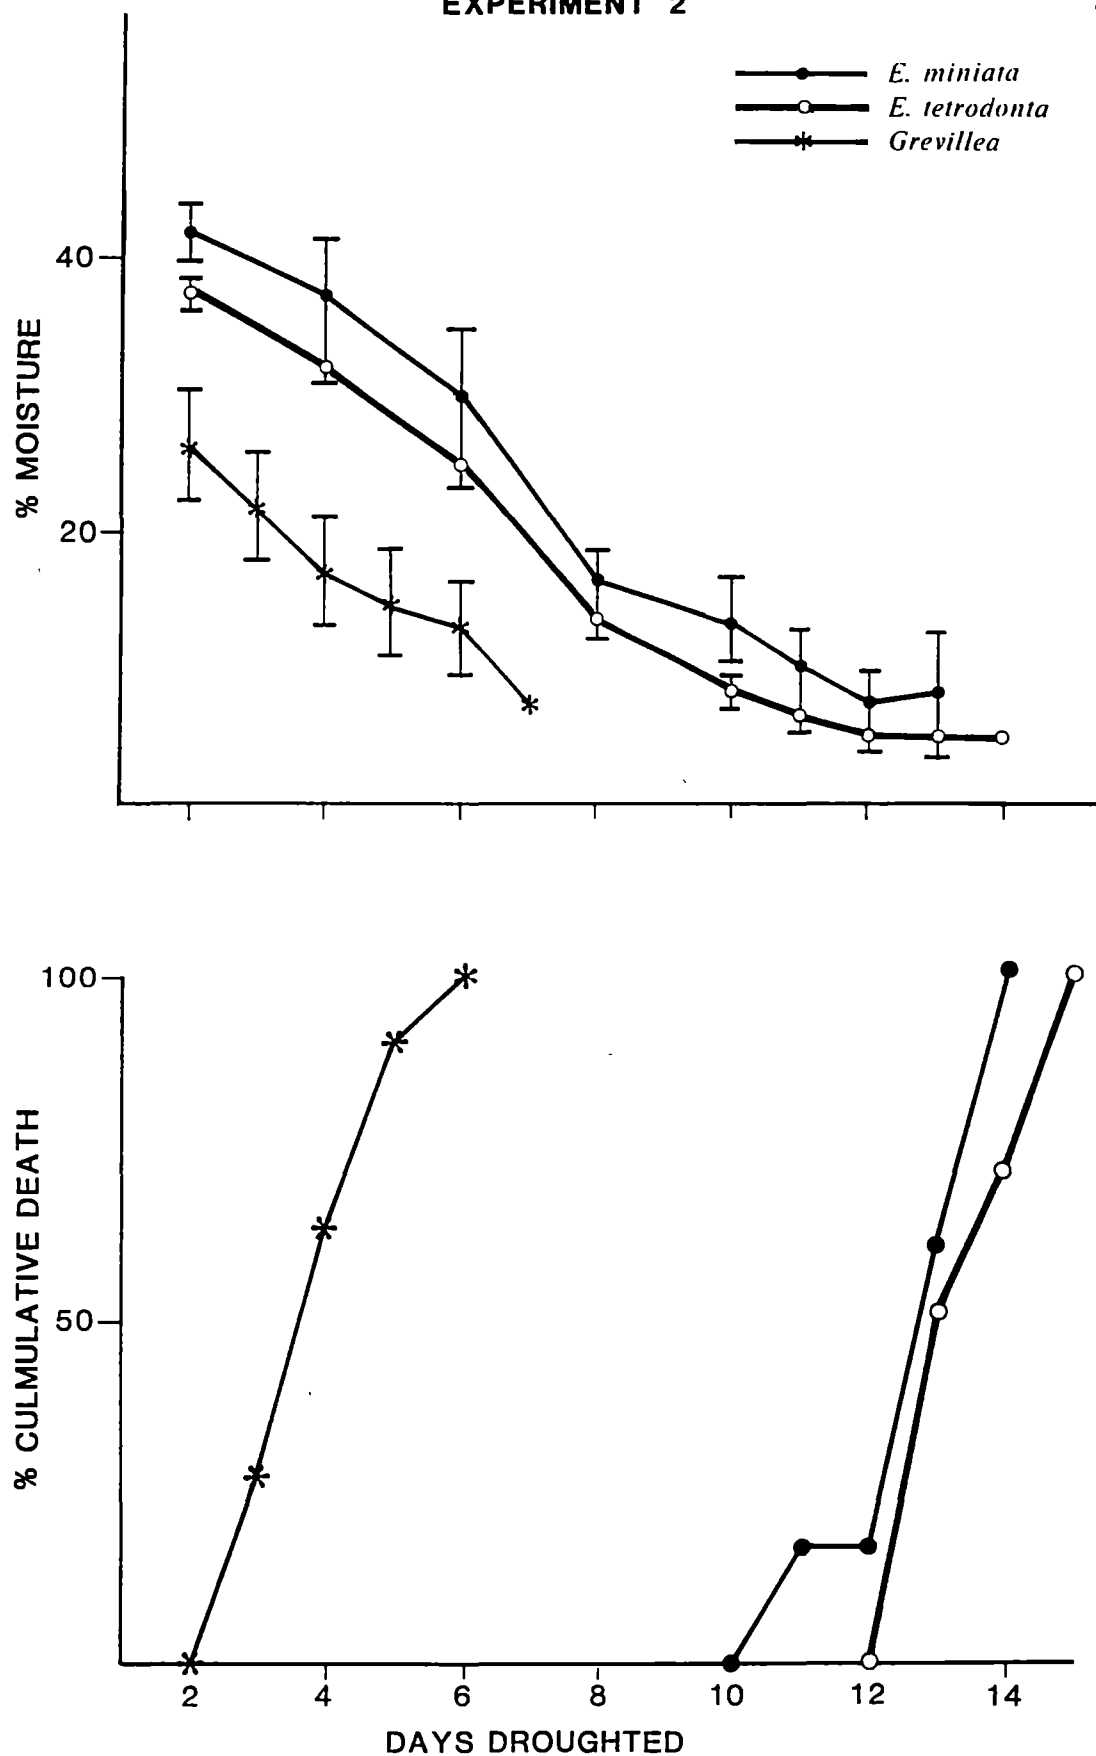 EXPERIMENT 2
E. miniata
E. tetrodonta
Grevillea
% MOISTURE
40
20
% CULMULATIVE DEATH
100
50
2 4 6 8 10 12 14
DAYS DROUGHTED